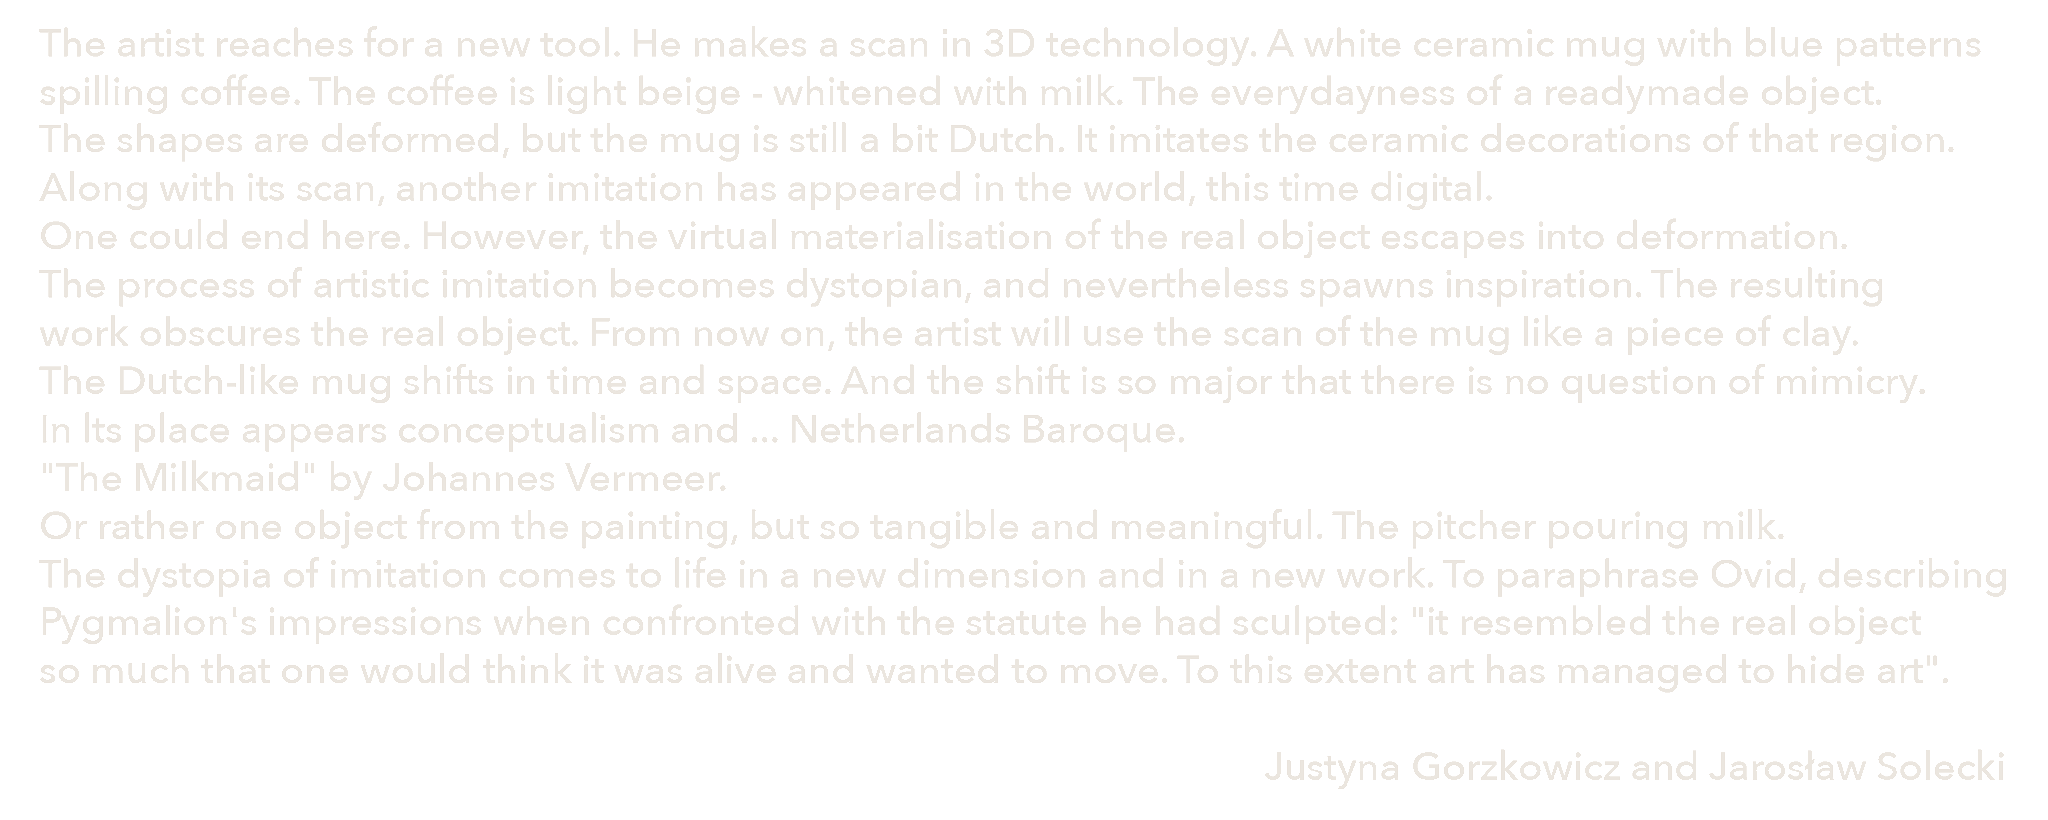 The artist reaches for a new tool. He makes a scan in 3D technology. A white ceramic mug with blue patterns
spilling coffee. The coffee is light beige - whitened with milk. The everydayness of a readymade object.
The shapes are deformed, but the mug is still a bit Dutch. It imitates the ceramic decorations of that region.
Along with its scan, another imitation has appeared in the world, this time digital.
One could end here. However, the virtual materialisation of the real object escapes into deformation.
The process of artistic imitation becomes dystopian, and nevertheless spawns inspiration. The resulting
work obscures the real object. From now on, the artist will use the scan of the mug like a piece of clay.
The Dutch-like mug shifts in time and space. And the shift is so major that there is no question of mimicry.
In Its place appears conceptualism and ... Netherlands Baroque.
"The Milkmaid" by Johannes Vermeer.
Or rather one object from the painting, but so tangible and meaningful. The pitcher pouring milk.
The dystopia of imitation comes to life in a new dimension and in a new work. To paraphrase Ovid, describing
Pygmalion's impressions when confronted with the statute he had sculpted: "it resembled the real object
so much that one would think it was alive and wanted to move. To this extent art has managed to hide art".
Justyna Gorzkowicz and Jarosław Solecki